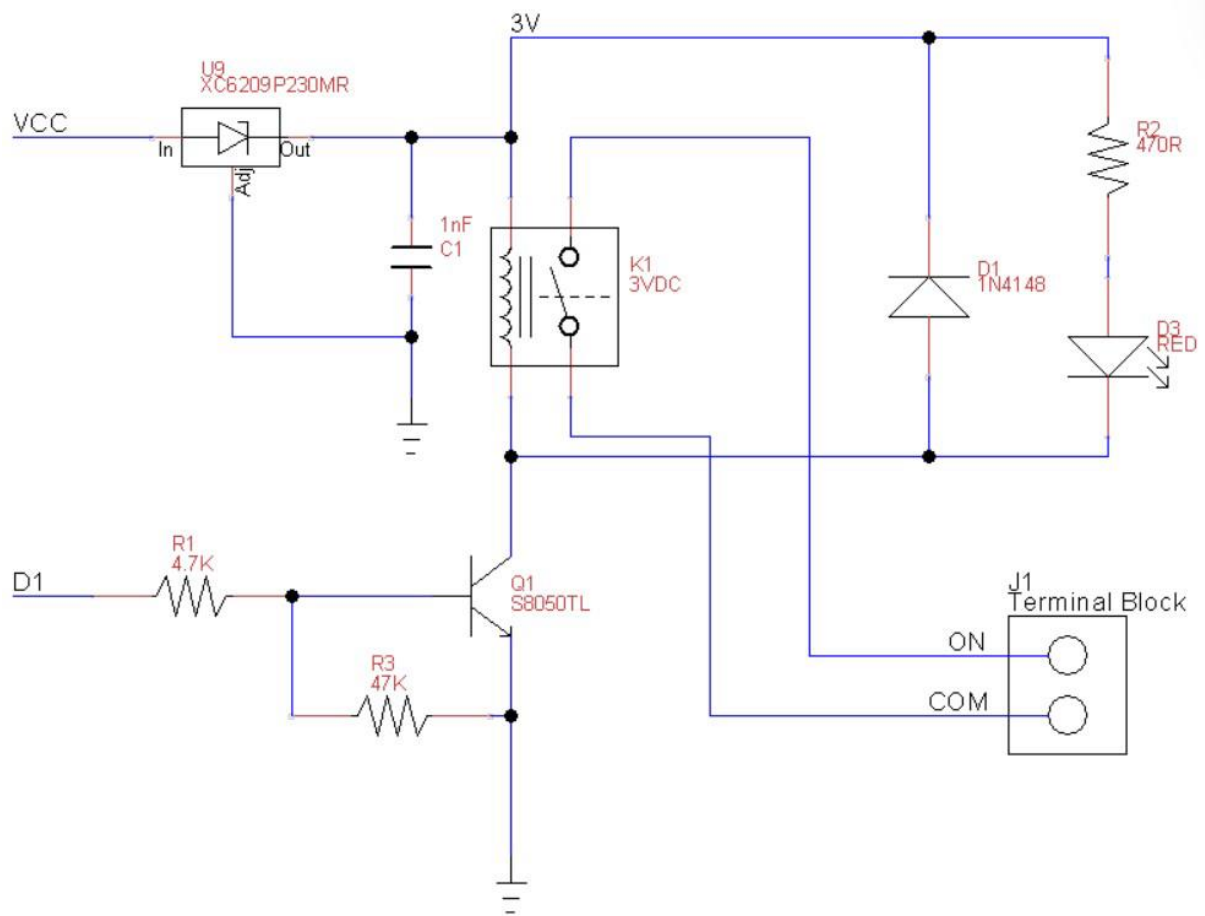 3V
U9
XC6209P230MR
VCC
In
Out
Adj
R2
470R
1nF
C1
K1
3VDC
D1
1N4148
D3
RED
R1
4.7K
D1
Q1
S8050TL
J1
Terminal Block
ON
R3
47K
COM